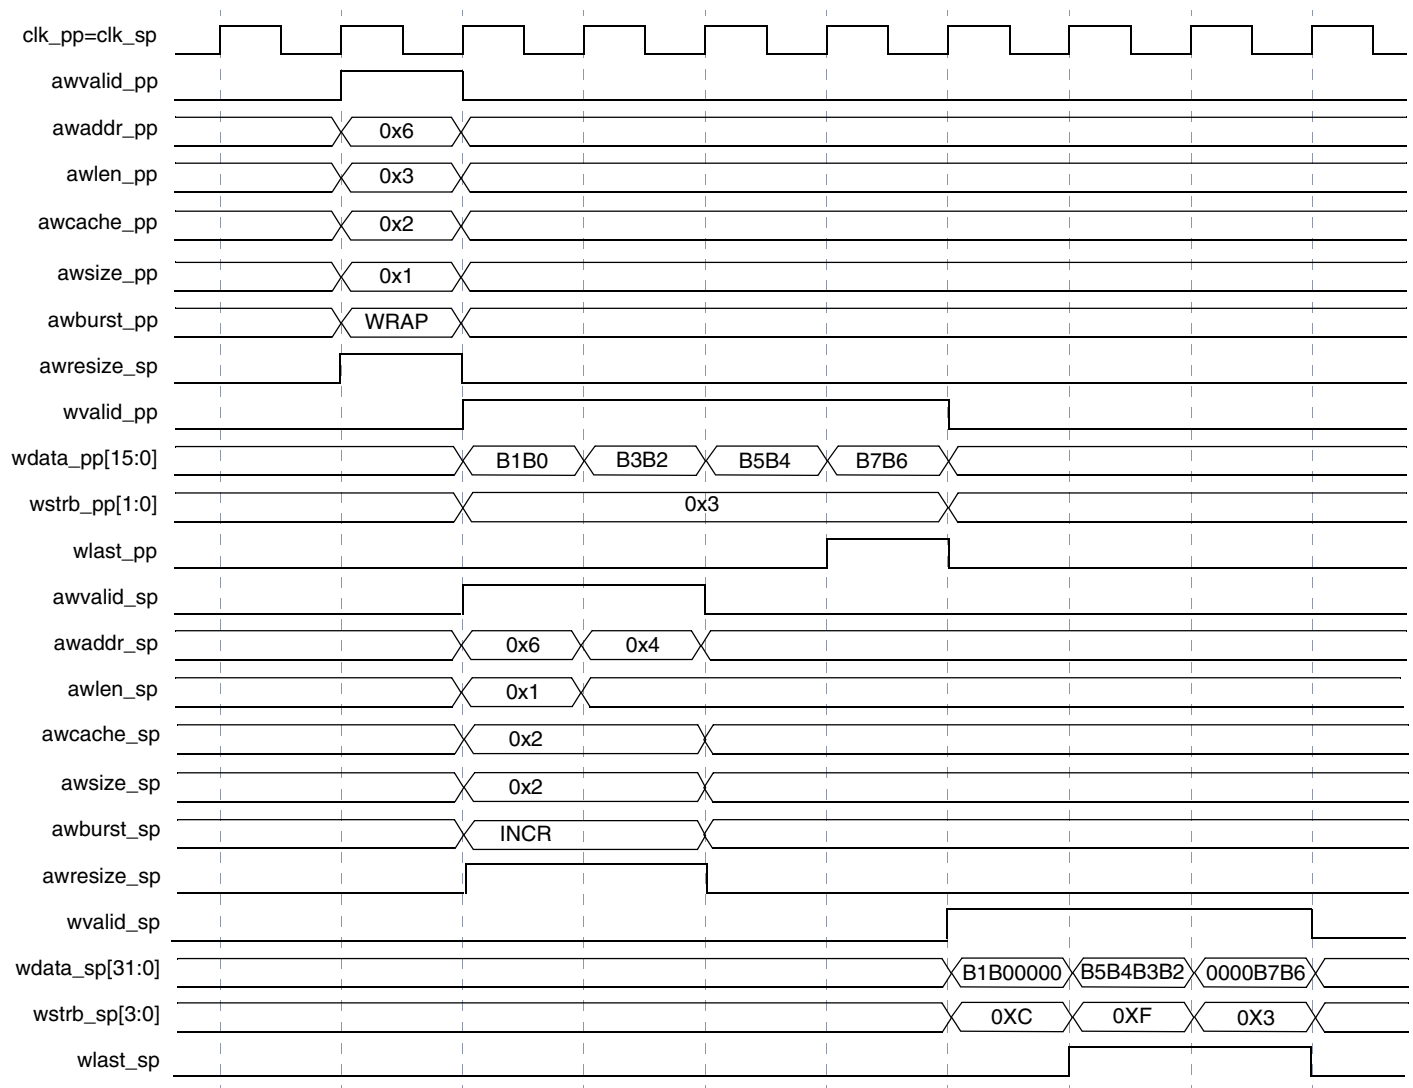 clk_pp=clk_sp
awvalid_pp
awaddr_pp 0x6
awlen_pp 0x3
awcache_pp 0x2
awsize_pp 0x1
awburst_pp WRAP
awresize_sp
wvalid_pp
wdata_pp[15:0] B1B0 B3B2 B5B4 B7B6
wstrb_pp[1:0] 0x3
wlast_pp
awvalid_sp
awaddr_sp 0x6 0x4
awlen_sp 0x1
awcache_sp 0x2
awsize_sp 0x2
awburst_sp INCR
awresize_sp
wvalid_sp
wdata_sp[31:0] B1B00000 B5B4B3B2 0000B7B6
wstrb_sp[3:0] 0XC 0XF 0X3
wlast_sp